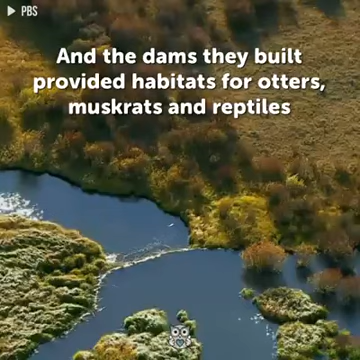 PBS
And the dams they built
provided habitats for otters,
muskrats and reptiles